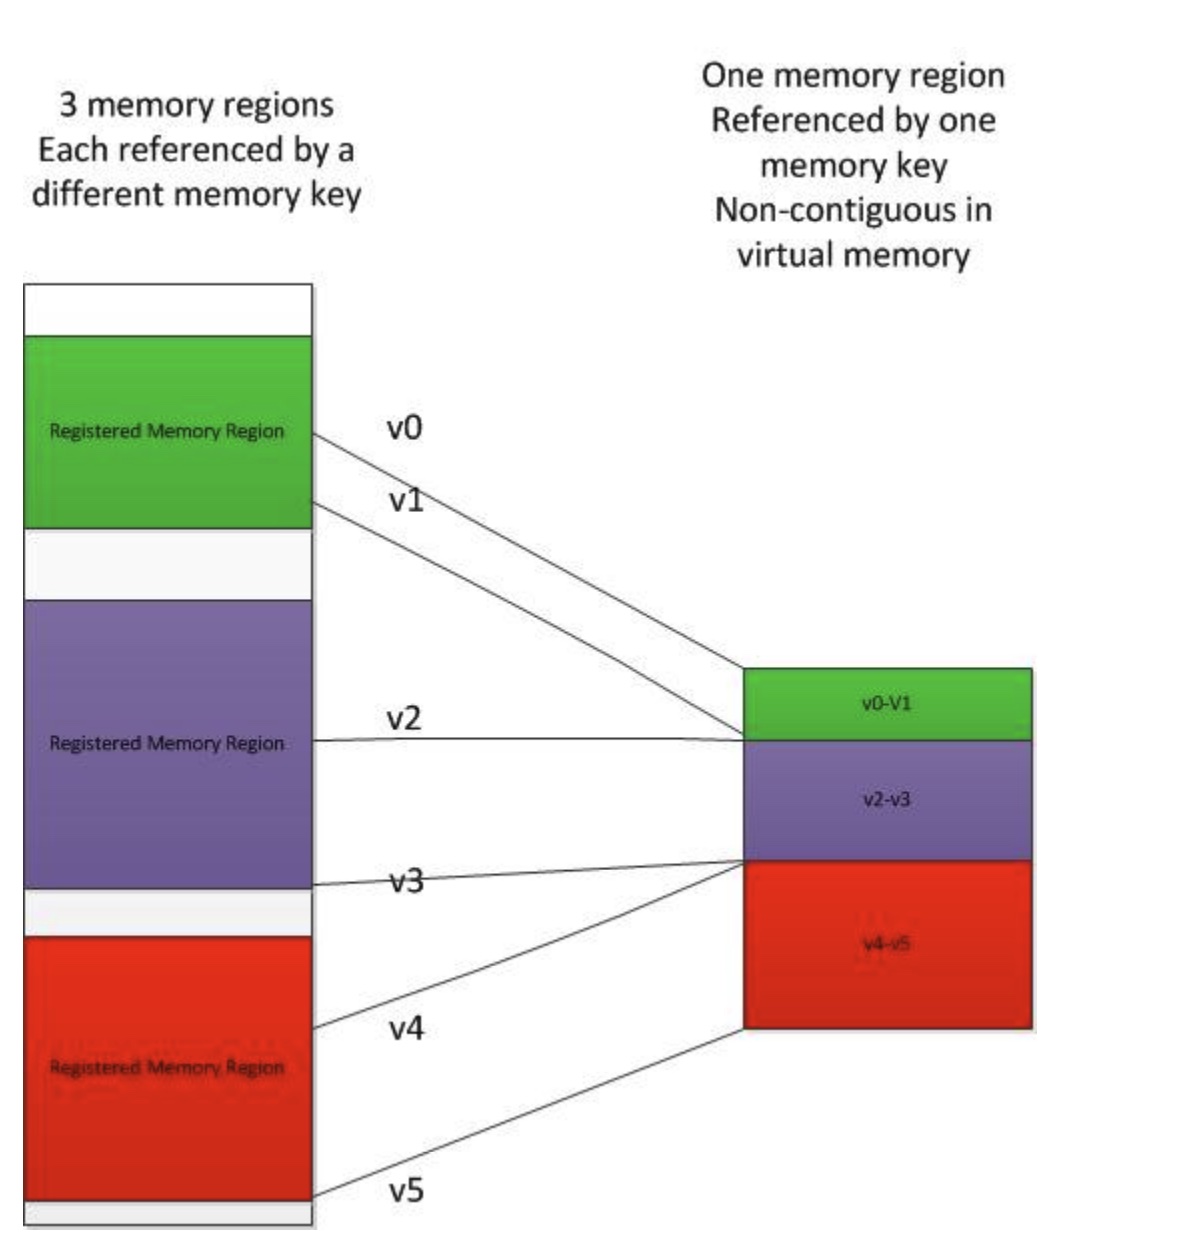 3 memory regions
Each referenced by a
different memory key
One memory region
Referenced by one
memory key
Non-contiguous in
virtual memory
Registered Memory Region
v0
v1
Registered Memory Region
v2
v3
Registered Memory Region
v4
v5
v0-V1
v2-v3
v4-v5